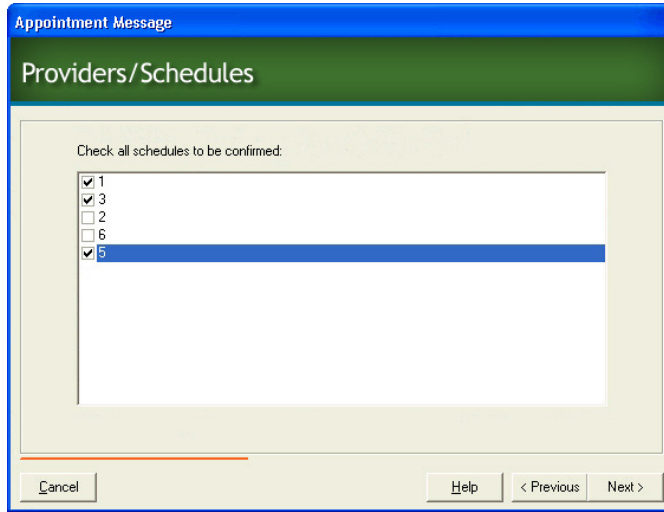 Appointment Message
Providers/Schedules
Check all schedules to be confirmed:
1
3
2
6
5
Cancel
Help
< Previous
Next >